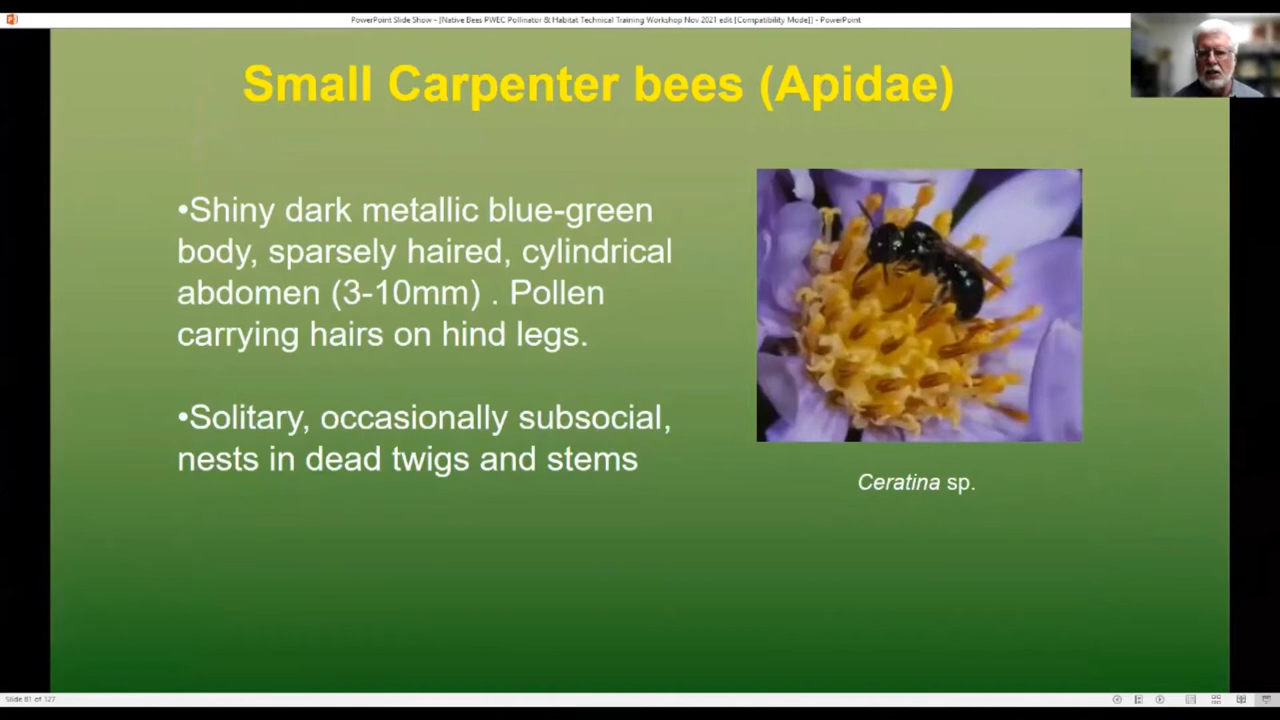 PowerPoint Slide Show - [Native Bees PWEC Pollinator & Habitat Technical Training Workshop Nov 2021 edit [Compatibility Mode]] - PowerPoint
Small Carpenter bees (Apidae)
•Shiny dark metallic blue-green
body, sparsely haired, cylindrical
abdomen (3-10mm) . Pollen
carrying hairs on hind legs.
•Solitary, occasionally subsocial,
nests in dead twigs and stems
Ceratina sp.
Slide 81 of 127